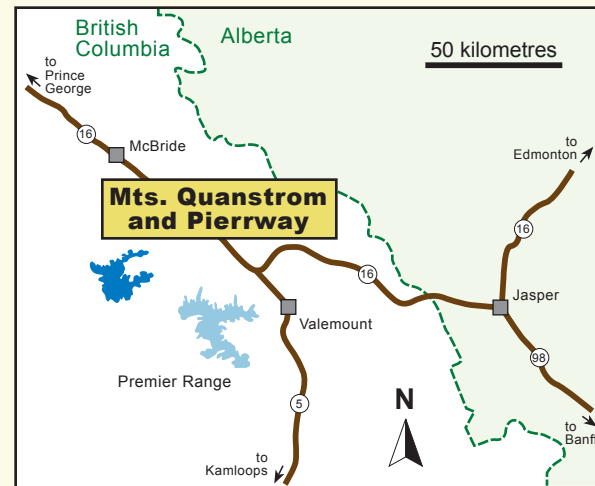 British
Columbia
Alberta
50 kilometres
to
Prince
George
16
McBride
to
Edmonton
Mts. Quanstrom
and Pierrway
16
16
Jasper
Valemount
98
Premier Range
5
N
to
Kamloops
to
Banff